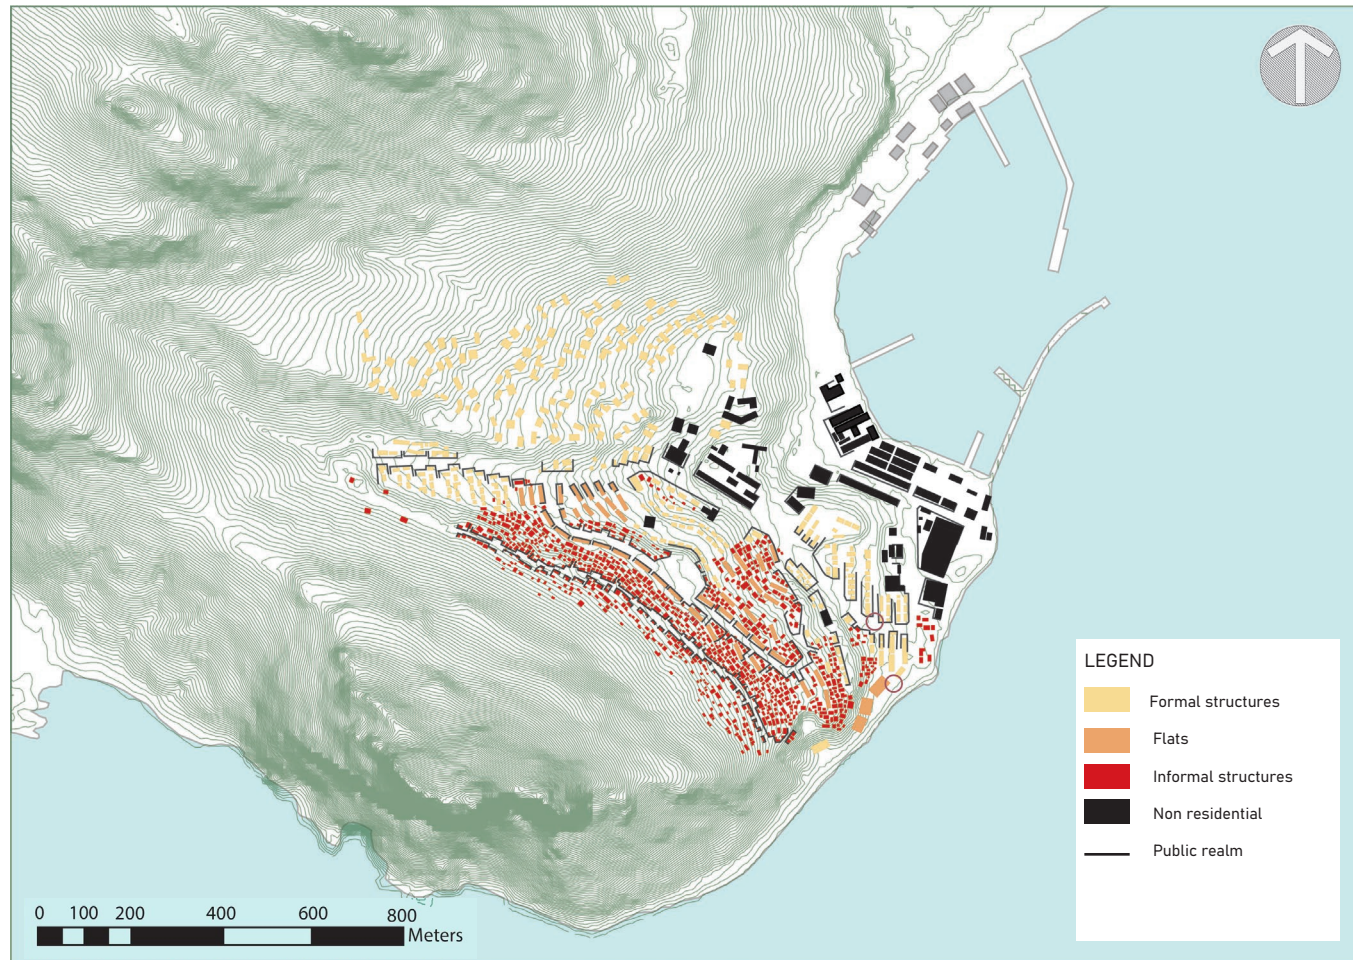 LEGEND
Formal structures
Flats
Informal structures
Non residential
Public realm
0 100 200 400 600 800
Meters